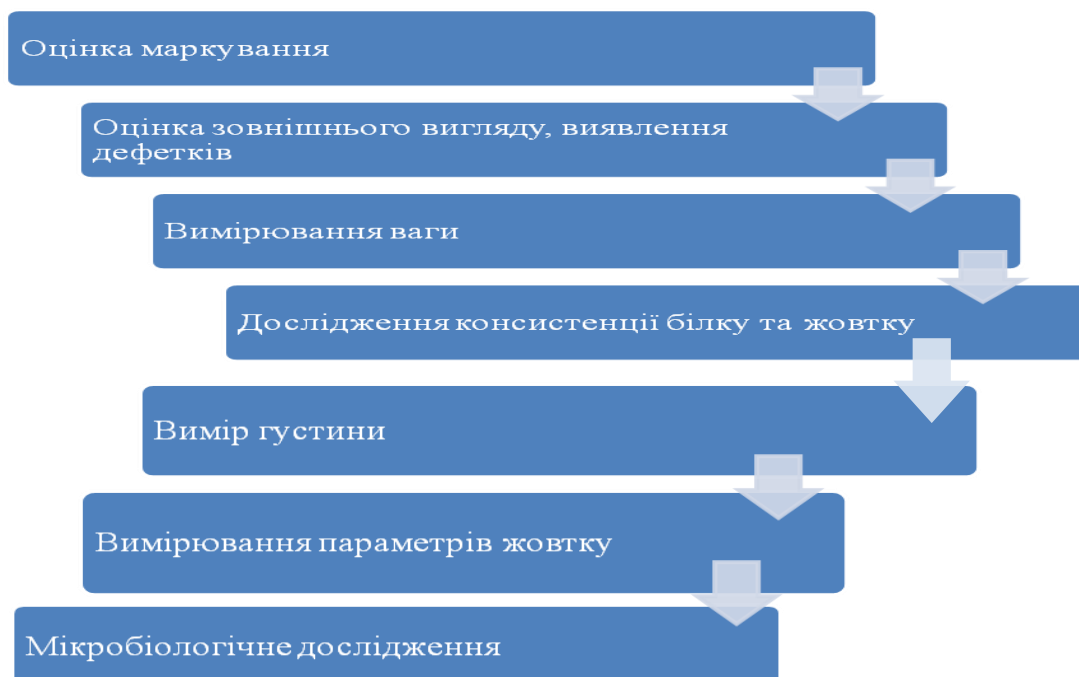 Оцінка маркування
Оцінка зовнішнього вигляду, виявлення
дефетків
Вимірювання ваги
Дослідження консистенції білку та жовтку
Вимір густини
Вимірювання параметрів жовтку
Мікробіологічне дослідження